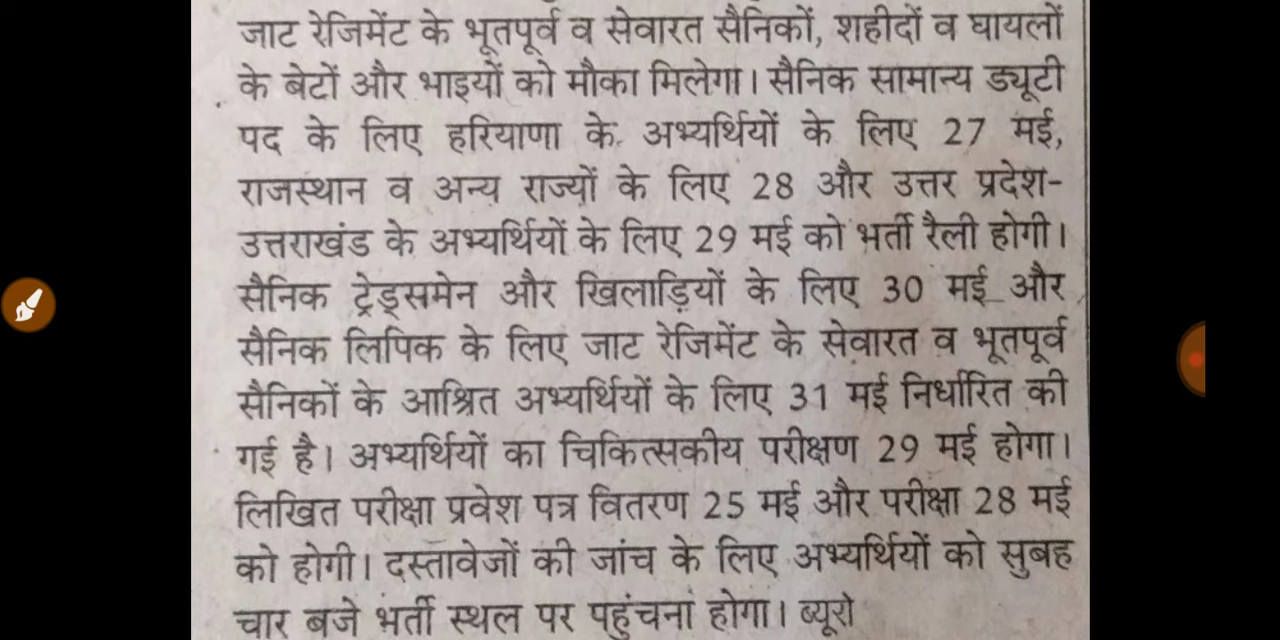 जाट रेजिमेंट के भूतपूर्व व सेवारत सैनिकों, शहीदों व घायलों
के बेटों और भाइयों को मौका मिलेगा। सैनिक सामान्य ड्यूटी
पद के लिए हरियाणा के अभ्यर्थियों के लिए 27 मई,
राजस्थान व अन्य राज्यों के लिए 28 और उत्तर प्रदेश-
उत्तराखंड के अभ्यर्थियों के लिए 29 मई को भर्ती रैली होगी।
सैनिक ट्रेड्समेन और खिलाड़ियों के लिए 30 मई और
सैनिक लिपिक के लिए जाट रेजिमेंट के सेवारत व भूतपूर्व
सैनिकों के आश्रित अभ्यर्थियों के लिए 31 मई निर्धारित की
गई है। अभ्यर्थियों का चिकित्सकीय परीक्षण 29 मई होगा।
लिखित परीक्षा प्रवेश पत्र वितरण 25 मई और परीक्षा 28 मई
को होगी। दस्तावेजों की जांच के लिए अभ्यर्थियों को सुबह
चार बजे भर्ती स्थल पर पहुंचना होगा। ब्यूरो